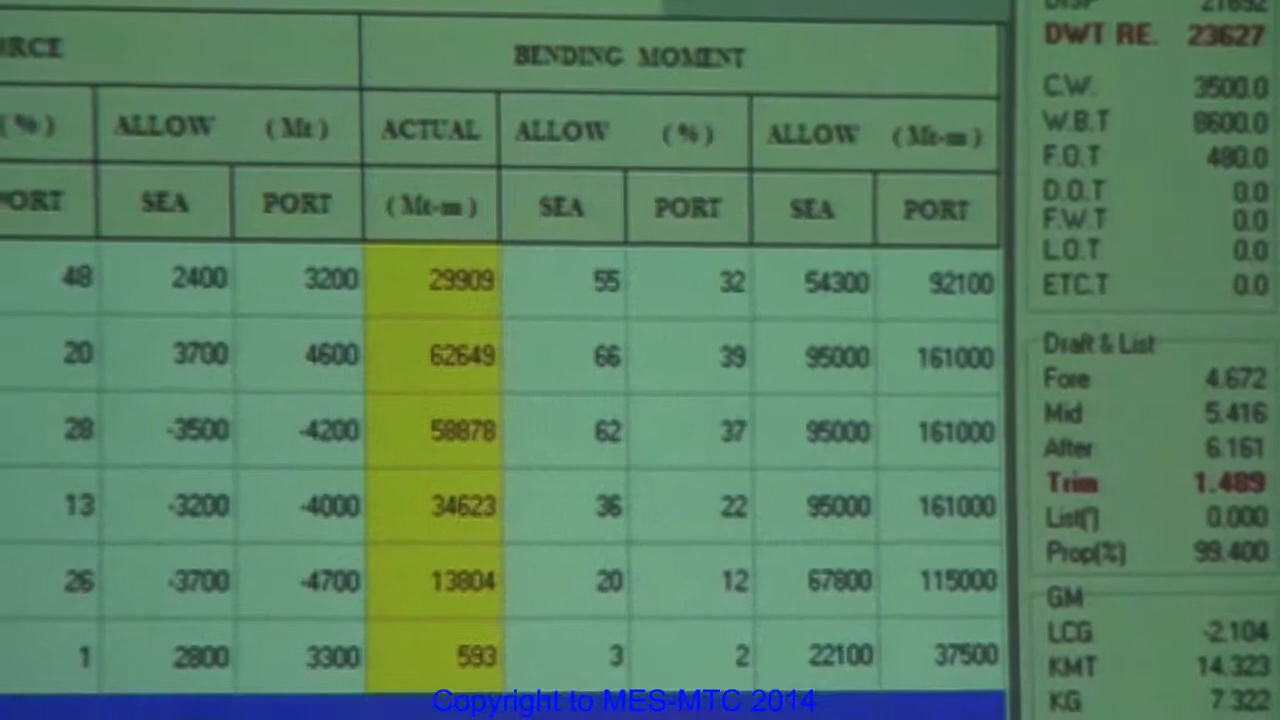 21692
DWT RE. 23627
RCE BENDING MOMENT
C.W. 3500.0
(%) ALLOW (Mt) ACTUAL ALLOW (%) ALLOW (Mt-m)
W.B.T 8600.0
F.O.T 480.0
PORT SEA PORT (Mt-m) SEA PORT SEA PORT
D.O.T 0.0
F.W.T 0.0
L.O.T 0.0
48 2400 3200 29909 55 32 54300 92100
ETC.T 0.0
Draft & List
20 3700 4600 62649 66 39 95000 161000
Fore 4.672
Mid 5.416
28 -3500 -4200 58878 62 37 95000 161000
After 6.161
Trim 1.489
13 -3200 -4000 34623 36 22 95000 161000
List(') 0.000
Prop(%) 99.400
26 -3700 -4700 13804 20 12 67800 115000
GM
LCG -2.104
1 2800 3300 593 3 2 22100 37500
KMT 14.323
KG 7.322
Copyright to MES-MTC 2014